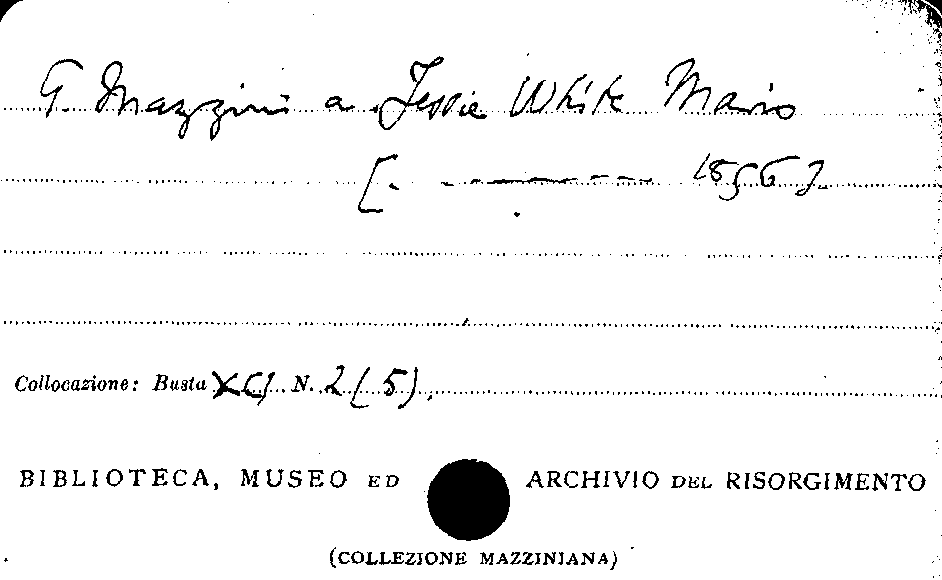 G. Mazzini a Jessie White Mario
[. — — — — 1856].
Collocazione: Busta XCI N. 2 (5).
BIBLIOTECA, MUSEO ED ARCHIVIO DEL RISORGIMENTO
(COLLEZIONE MAZZINIANA)